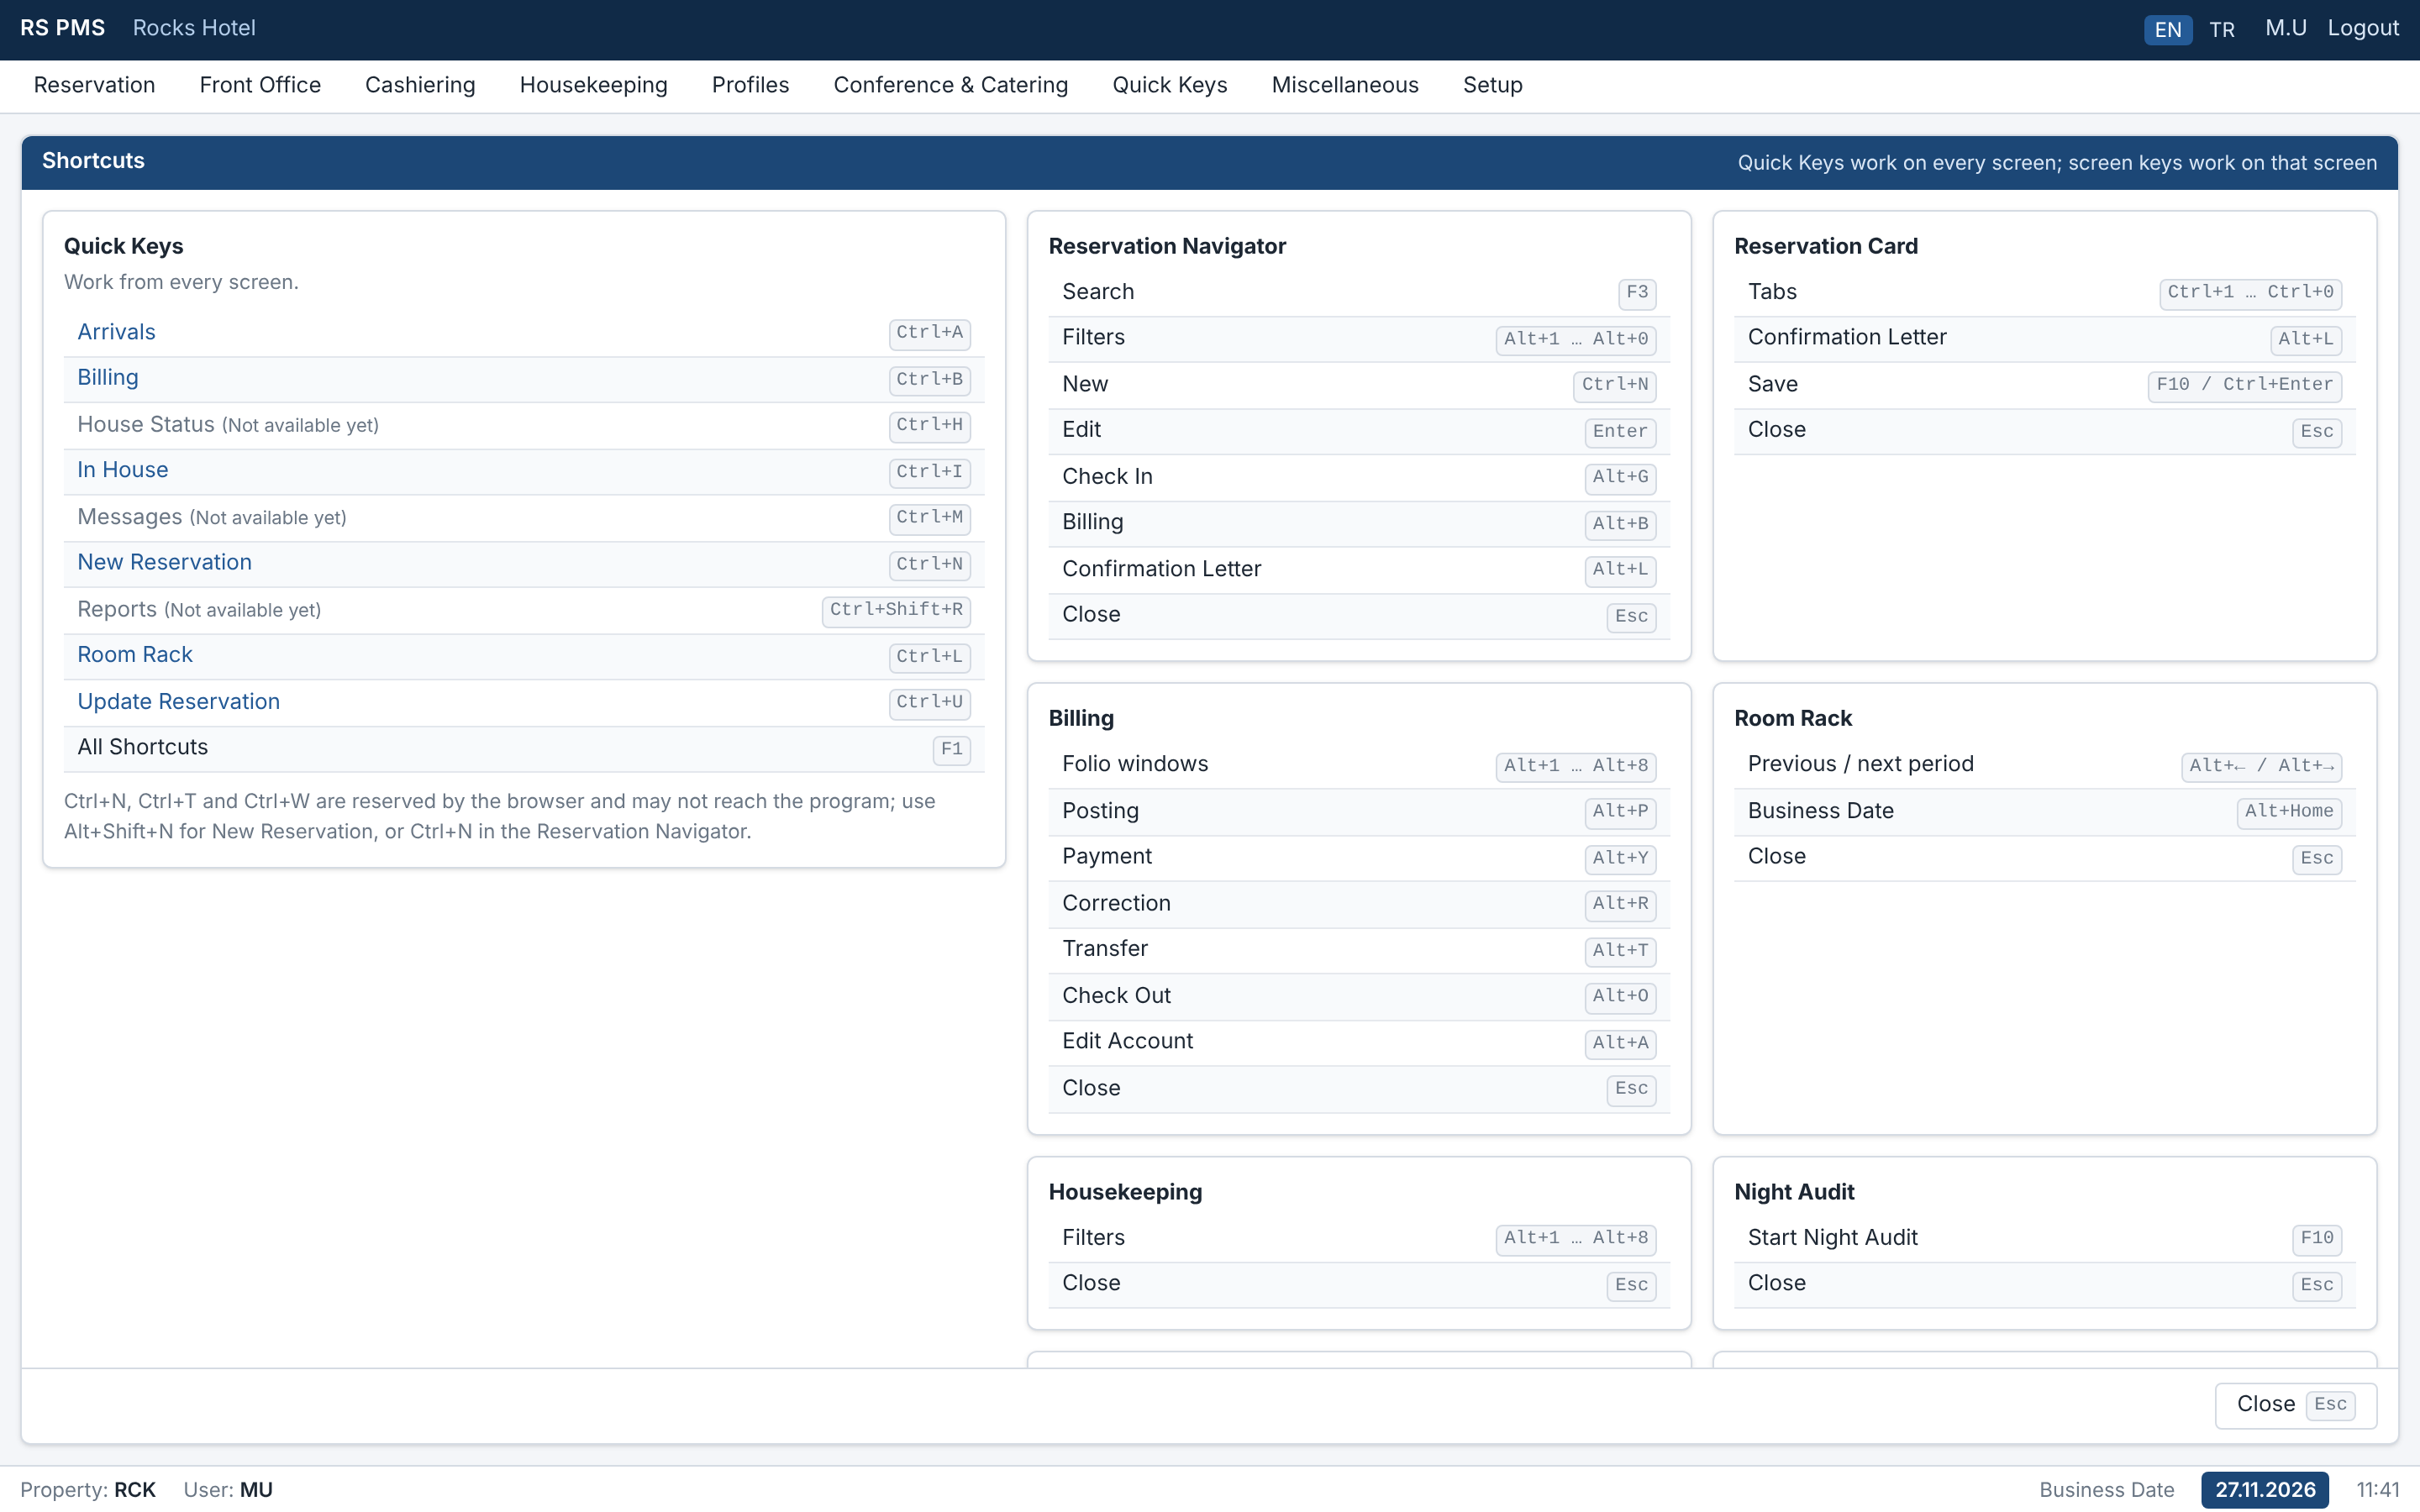 RS PMS Rocks Hotel EN TR M.U Logout
Reservation Front Office Cashiering Housekeeping Profiles Conference & Catering Quick Keys Miscellaneous Setup
Shortcuts Quick Keys work on every screen; screen keys work on that screen
Quick Keys
Work from every screen.
Arrivals Ctrl+A
Billing Ctrl+B
House Status (Not available yet) Ctrl+H
In House Ctrl+I
Messages (Not available yet) Ctrl+M
New Reservation Ctrl+N
Reports (Not available yet) Ctrl+Shift+R
Room Rack Ctrl+L
Update Reservation Ctrl+U
All Shortcuts F1
Ctrl+N, Ctrl+T and Ctrl+W are reserved by the browser and may not reach the program; use
Alt+Shift+N for New Reservation, or Ctrl+N in the Reservation Navigator.
Reservation Navigator
Search F3
Filters Alt+1 … Alt+0
New Ctrl+N
Edit Enter
Check In Alt+G
Billing Alt+B
Confirmation Letter Alt+L
Close Esc
Reservation Card
Tabs Ctrl+1 … Ctrl+0
Confirmation Letter Alt+L
Save F10 / Ctrl+Enter
Close Esc
Billing
Folio windows Alt+1 … Alt+8
Posting Alt+P
Payment Alt+Y
Correction Alt+R
Transfer Alt+T
Check Out Alt+O
Edit Account Alt+A
Close Esc
Room Rack
Previous / next period Alt+← / Alt+→
Business Date Alt+Home
Close Esc
Housekeeping
Filters Alt+1 … Alt+8
Close Esc
Night Audit
Start Night Audit F10
Close Esc
Close Esc
Property: RCK User: MU Business Date 27.11.2026 11:41